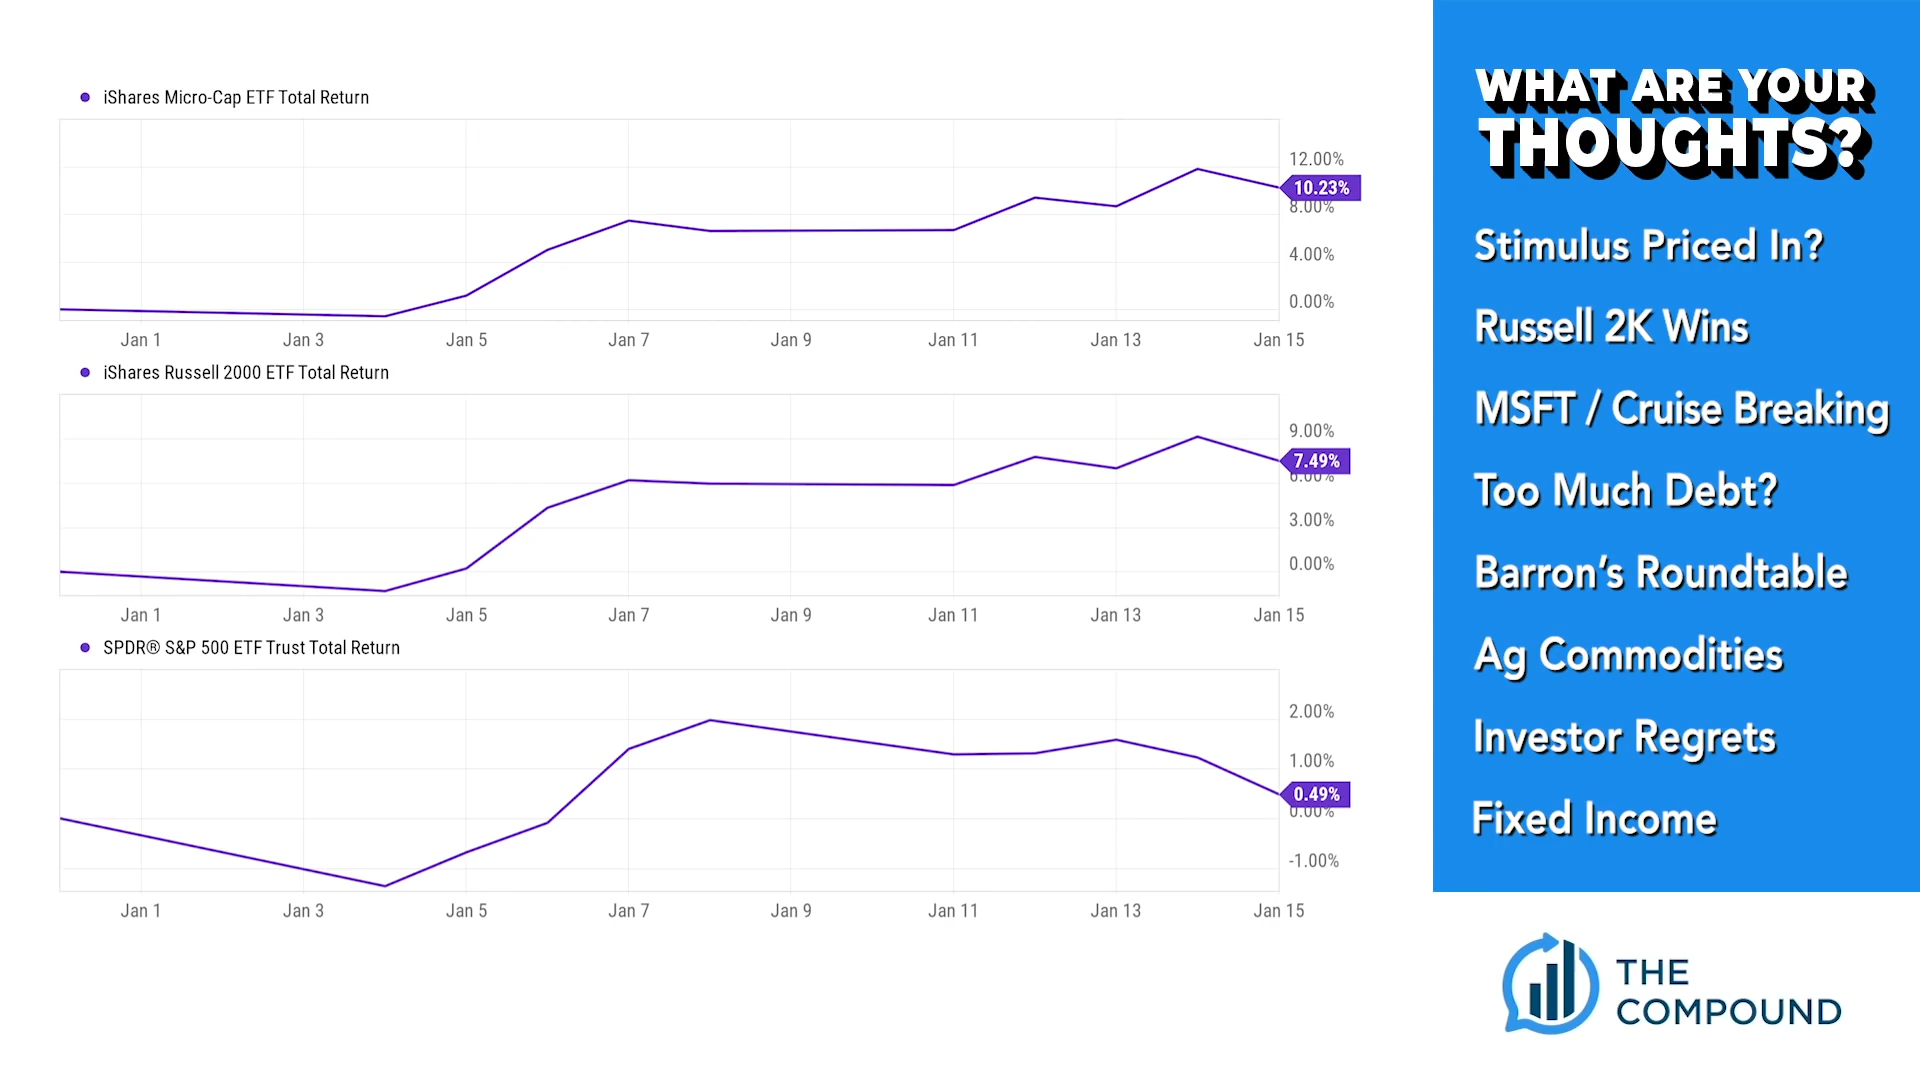 iShares Micro-Cap ETF Total Return
12.00%
10.23%
8.00%
4.00%
0.00%
Jan 1 Jan 3 Jan 5 Jan 7 Jan 9 Jan 11 Jan 13 Jan 15
iShares Russell 2000 ETF Total Return
9.00%
7.49%
6.00%
3.00%
0.00%
Jan 1 Jan 3 Jan 5 Jan 7 Jan 9 Jan 11 Jan 13 Jan 15
SPDR® S&P 500 ETF Trust Total Return
2.00%
1.00%
0.49%
0.00%
-1.00%
Jan 1 Jan 3 Jan 5 Jan 7 Jan 9 Jan 11 Jan 13 Jan 15
WHAT ARE YOUR
THOUGHTS?
Stimulus Priced In?
Russell 2K Wins
MSFT / Cruise Breaking
Too Much Debt?
Barron’s Roundtable
Ag Commodities
Investor Regrets
Fixed Income
THE
COMPOUND